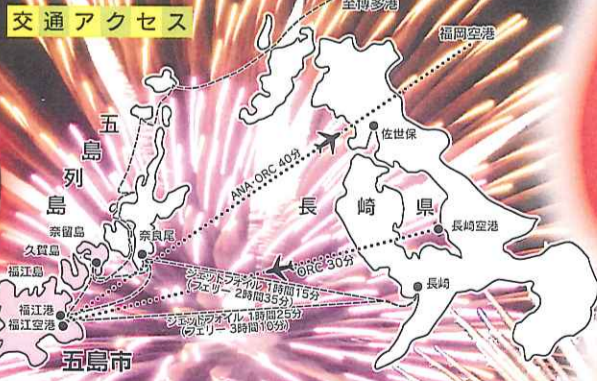 交通アクセス
至博多港
福岡空港
佐世保
五島列島
ANA・ORC 40分
長崎県
奈留島
奈良尾
久賀島
長崎空港
ORC 30分
福江島
ジェットフォイル 1時間15分
(フェリー 2時間35分)
長崎
福江港
福江空港
ジェットフォイル 1時間25分
(フェリー 3時間10分)
五島市